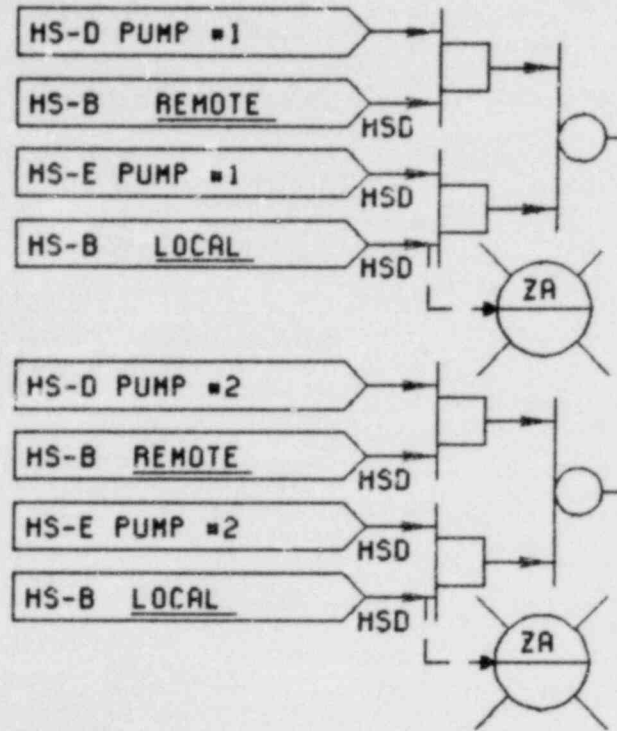 HS-D PUMP #1
HS-B REMOTE
HSD
HS-E PUMP #1
HSD
HS-B LOCAL
HSD
ZA
HS-D PUMP #2
HS-B REMOTE
HSD
HS-E PUMP #2
HSD
HS-B LOCAL
HSD
ZA